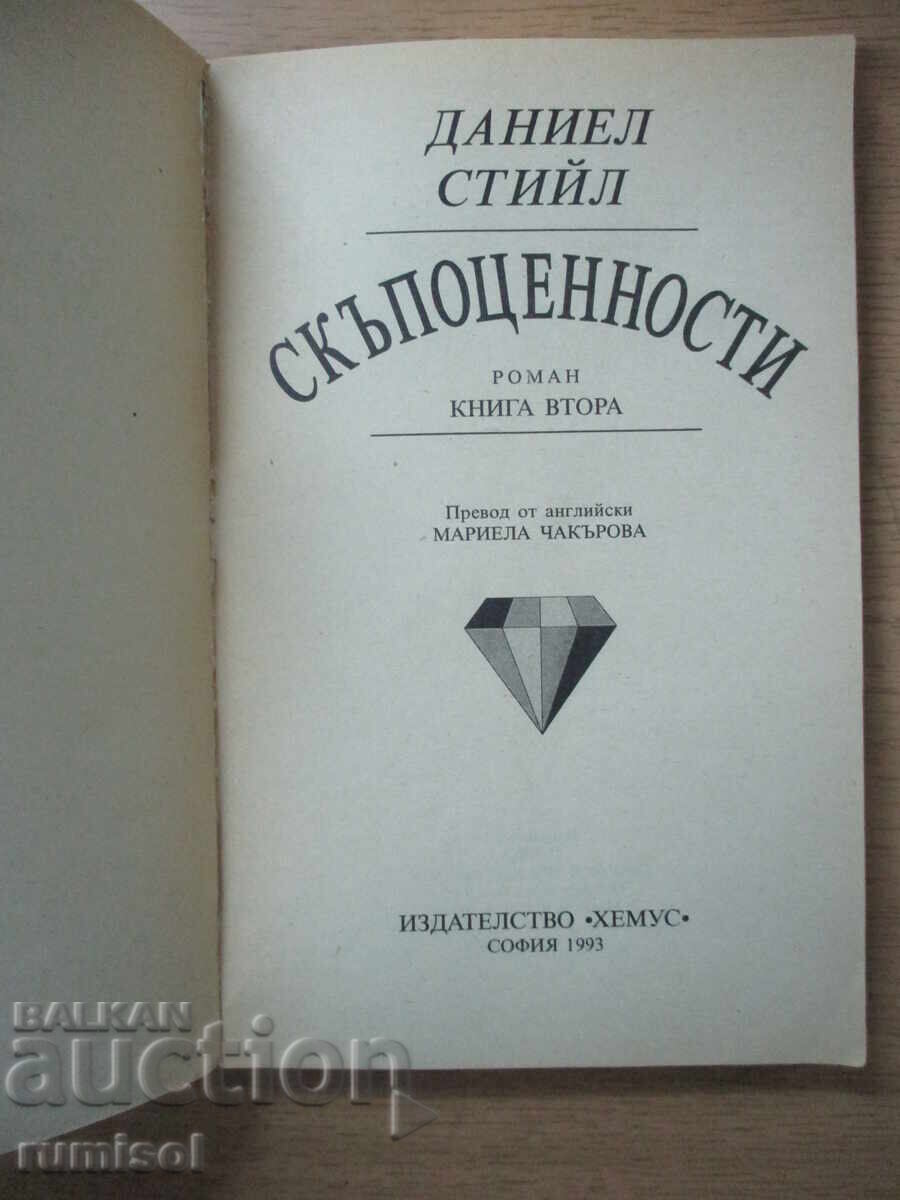 ДАНИЕЛ
СТИЙЛ
СКЪПОЦЕННОСТИ
РОМАН
КНИГА ВТОРА
Превод от английски
МАРИЕЛА ЧАКЪРОВА
ИЗДАТЕЛСТВО •ХЕМУС•
СОФИЯ 1993
BALKAN
auction
rumisol